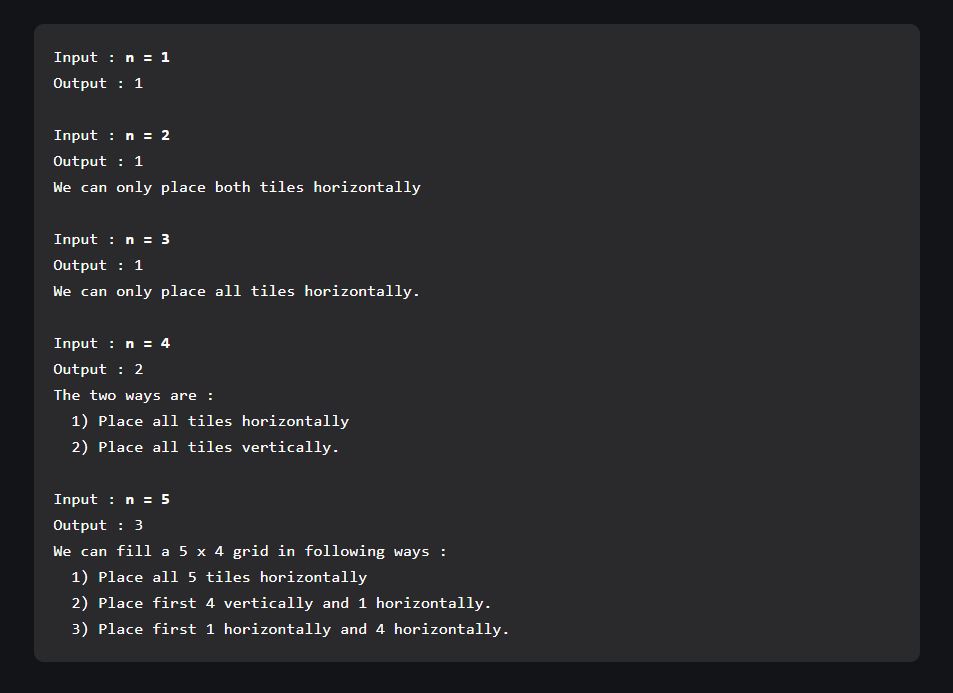 Input : n = 1
Output : 1
Input : n = 2
Output : 1
We can only place both tiles horizontally
Input : n = 3
Output : 1
We can only place all tiles horizontally.
Input : n = 4
Output : 2
The two ways are :
1) Place all tiles horizontally
2) Place all tiles vertically.
Input : n = 5
Output : 3
We can fill a 5 x 4 grid in following ways :
1) Place all 5 tiles horizontally
2) Place first 4 vertically and 1 horizontally.
3) Place first 1 horizontally and 4 horizontally.